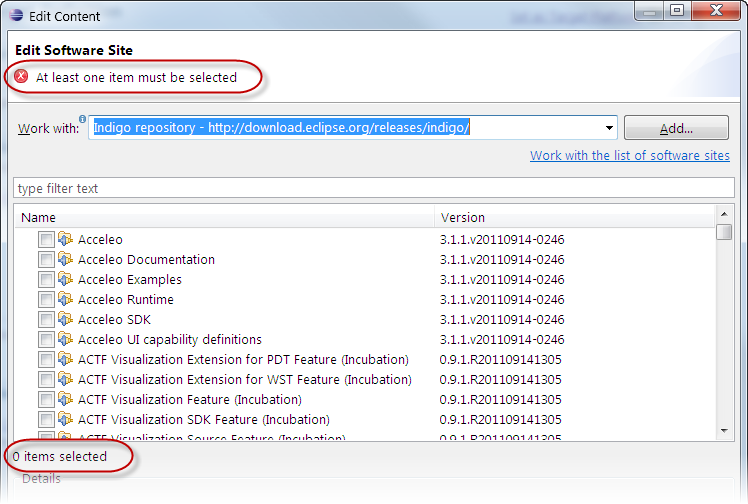 Edit Content
Edit Software Site
At least one item must be selected
Work with: Indigo repository - http://download.eclipse.org/releases/indigo/ Add...
Work with the list of software sites
type filter text
Name Version
Acceleo 3.1.1.v20110914-0246
Acceleo Documentation 3.1.1.v20110914-0246
Acceleo Examples 3.1.1.v20110914-0246
Acceleo Runtime 3.1.1.v20110914-0246
Acceleo SDK 3.1.1.v20110914-0246
Acceleo UI capability definitions 3.1.1.v20110914-0246
ACTF Visualization Extension for PDT Feature (Incubation) 0.9.1.R201109141305
ACTF Visualization Extension for WST Feature (Incubation) 0.9.1.R201109141305
ACTF Visualization Feature (Incubation) 0.9.1.R201109141305
ACTF Visualization SDK Feature (Incubation) 0.9.1.R201109141305
ACTF Visualization Source Feature (Incubation) 0.9.1.R201109141305
0 items selected
Details